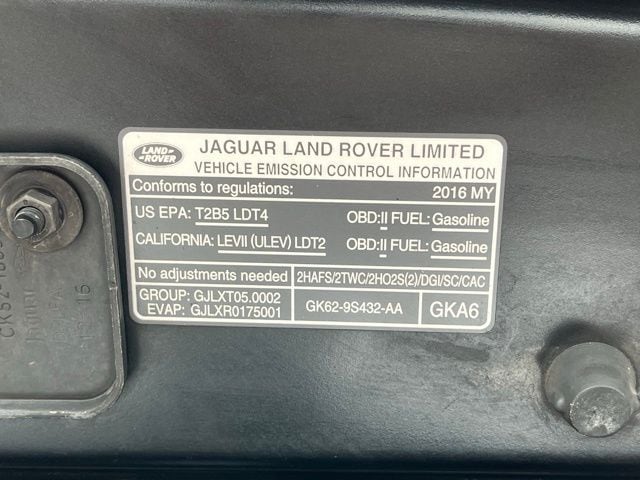 LAND-
-ROVER
JAGUAR LAND ROVER LIMITED
VEHICLE EMISSION CONTROL INFORMATION
Conforms to regulations: 2016 MY
US EPA: T2B5 LDT4 OBD:II FUEL: Gasoline
CALIFORNIA: LEVII (ULEV) LDT2 OBD:II FUEL: Gasoline
No adjustments needed 2HAFS/2TWC/2HO2S(2)/DGI/SC/CAC
GROUP: GJLXT05.0002
EVAP: GJLXR0175001
GK62-9S432-AA
GKA6